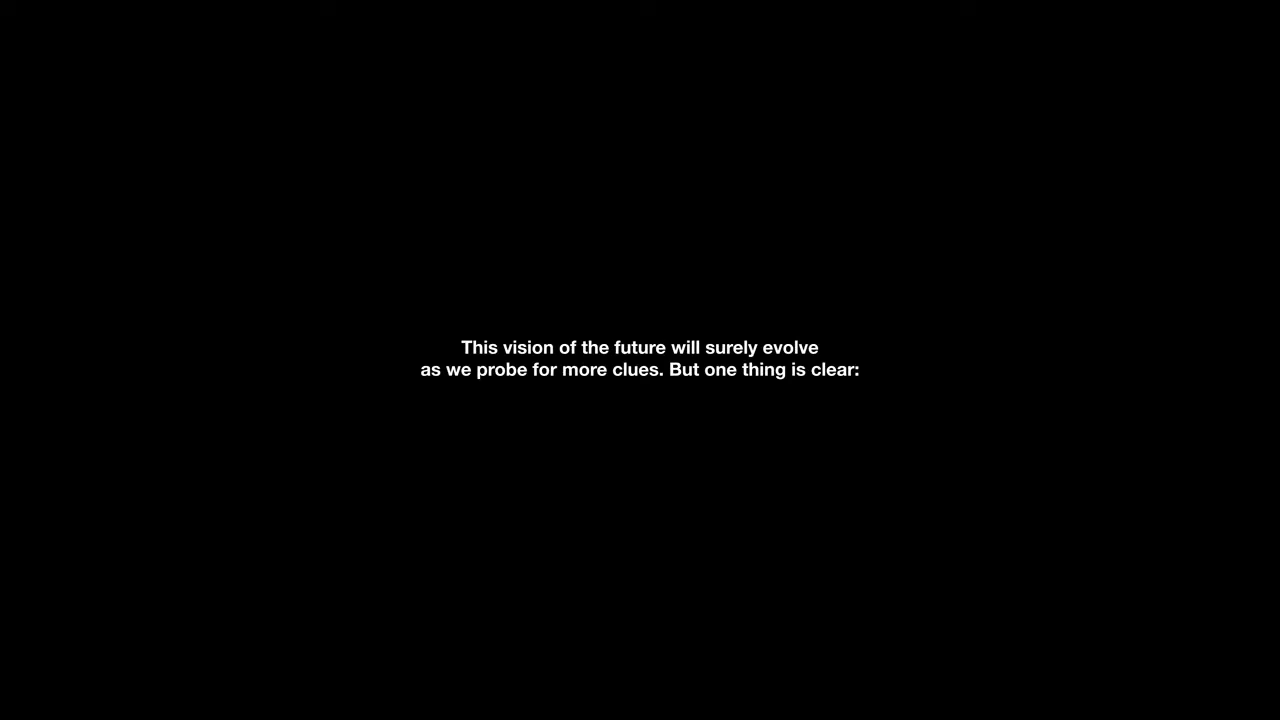 This vision of the future will surely evolve
as we probe for more clues. But one thing is clear: